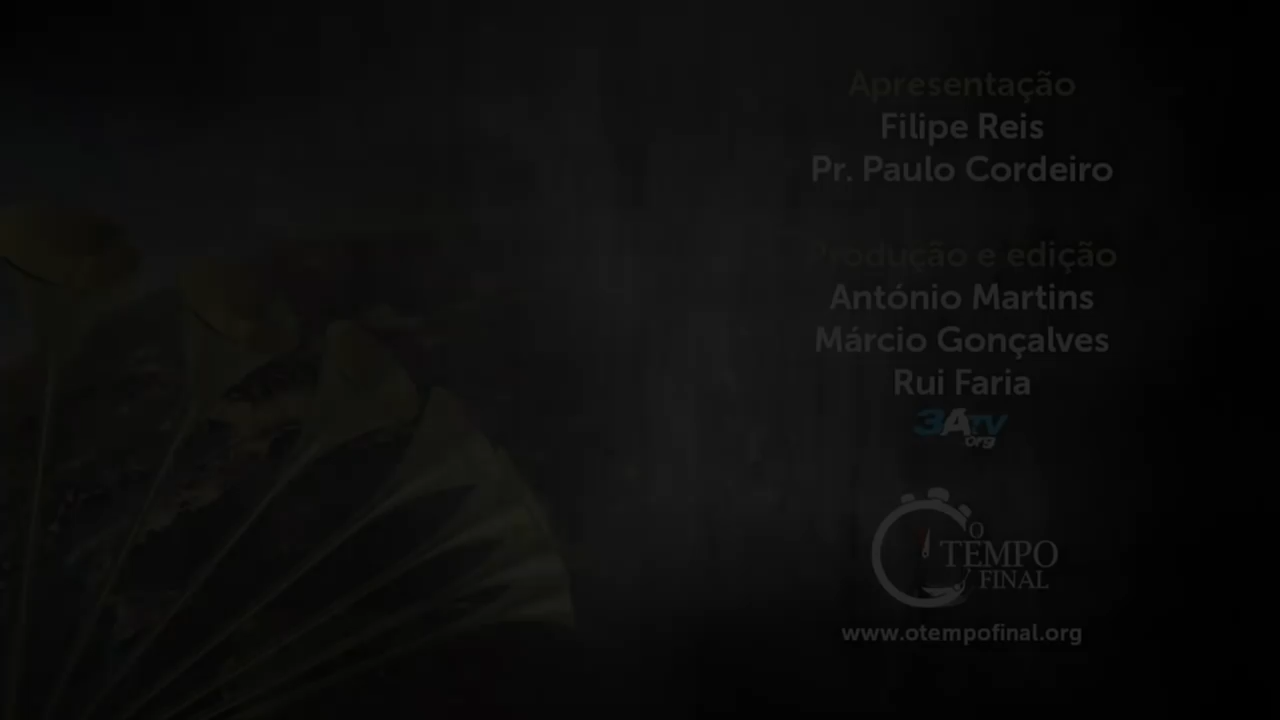 Apresentação
Filipe Reis
Pr. Paulo Cordeiro
Produção e edição
António Martins
Márcio Gonçalves
Rui Faria
3ATV
.org
O
TEMPO
FINAL
www.otempofinal.org